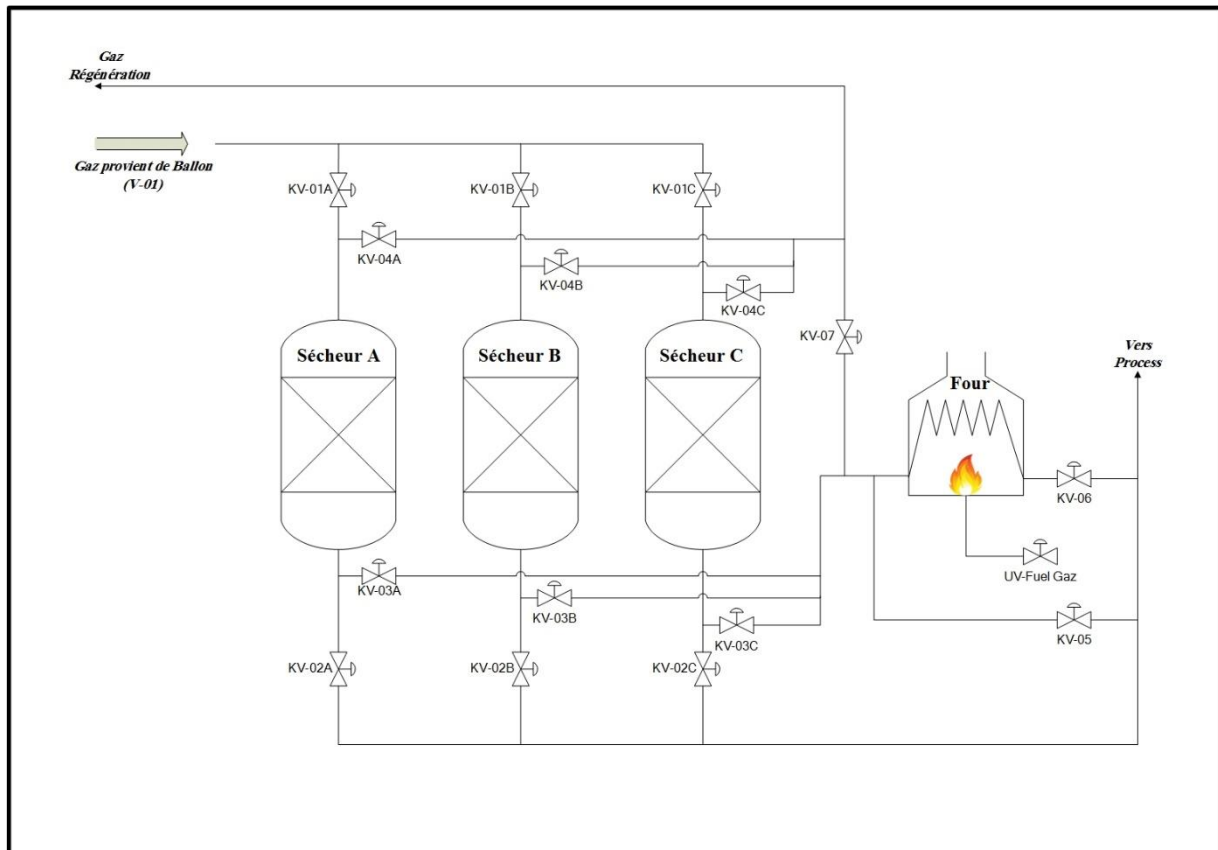 Gaz
Régénération
Gaz provient de Ballon
(V-01)
KV-01A
KV-01B
KV-01C
KV-04A
KV-04B
KV-04C
KV-07
Vers
Process
Sécheur A
Sécheur B
Sécheur C
Four
KV-06
UV-Fuel Gaz
KV-03A
KV-03B
KV-05
KV-03C
KV-02A
KV-02B
KV-02C